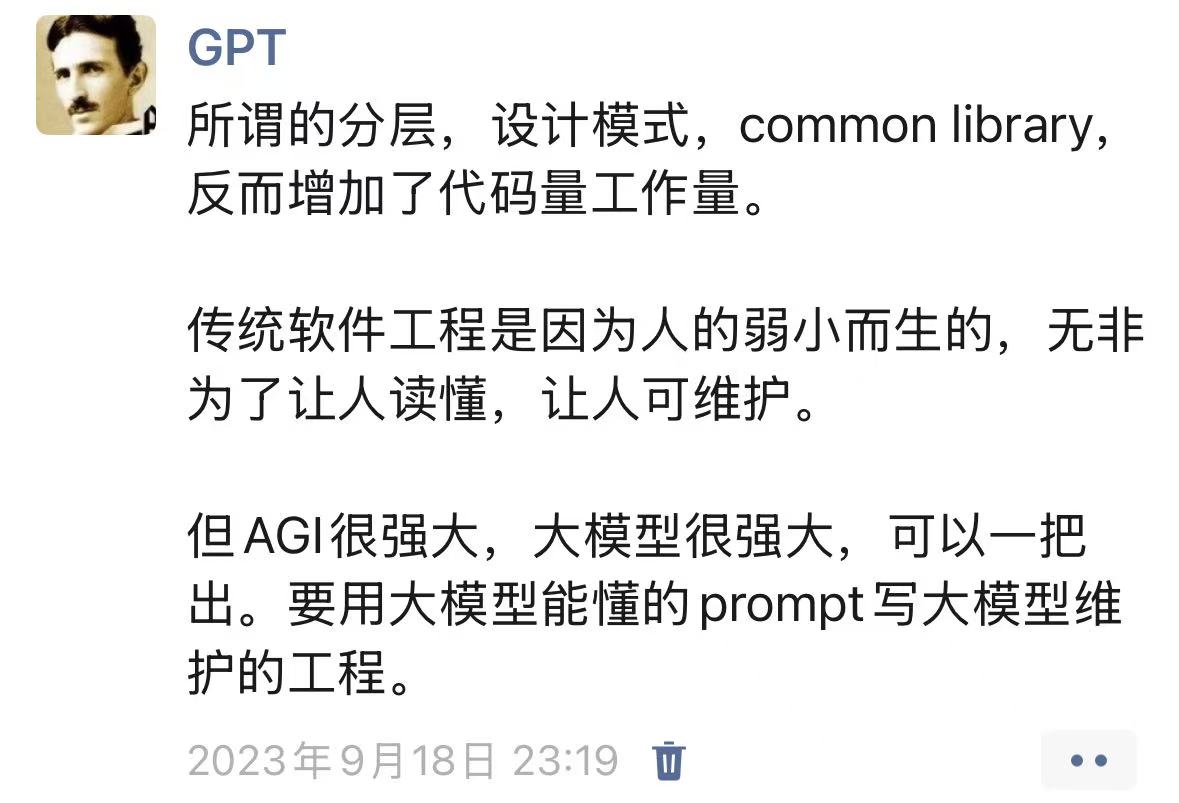 GPT
所谓的分层，设计模式，common library，
反而增加了代码量工作量。
传统软件工程是因为人的弱小而生的，无非
为了让人读懂，让人可维护。
但AGI很强大，大模型很强大，可以一把
出。要用大模型能懂的prompt写大模型维
护的工程。
2023年9月18日 23:19